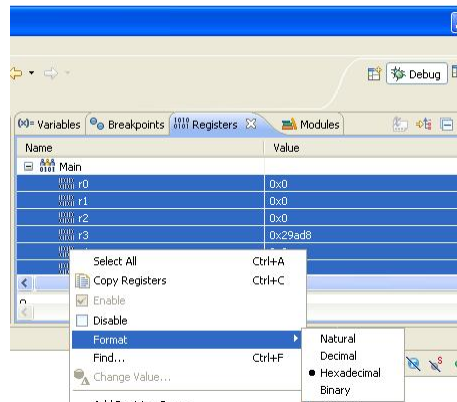 Debug
(x)= Variables Breakpoints Registers Modules
Name Value
Main
r0 0x0
r1 0x0
r2 0x0
r3 0x29ad8
Select All Ctrl+A
Copy Registers Ctrl+C
Enable
Disable
Format Natural
Find... Ctrl+F Decimal
Change Value... Hexadecimal
Binary